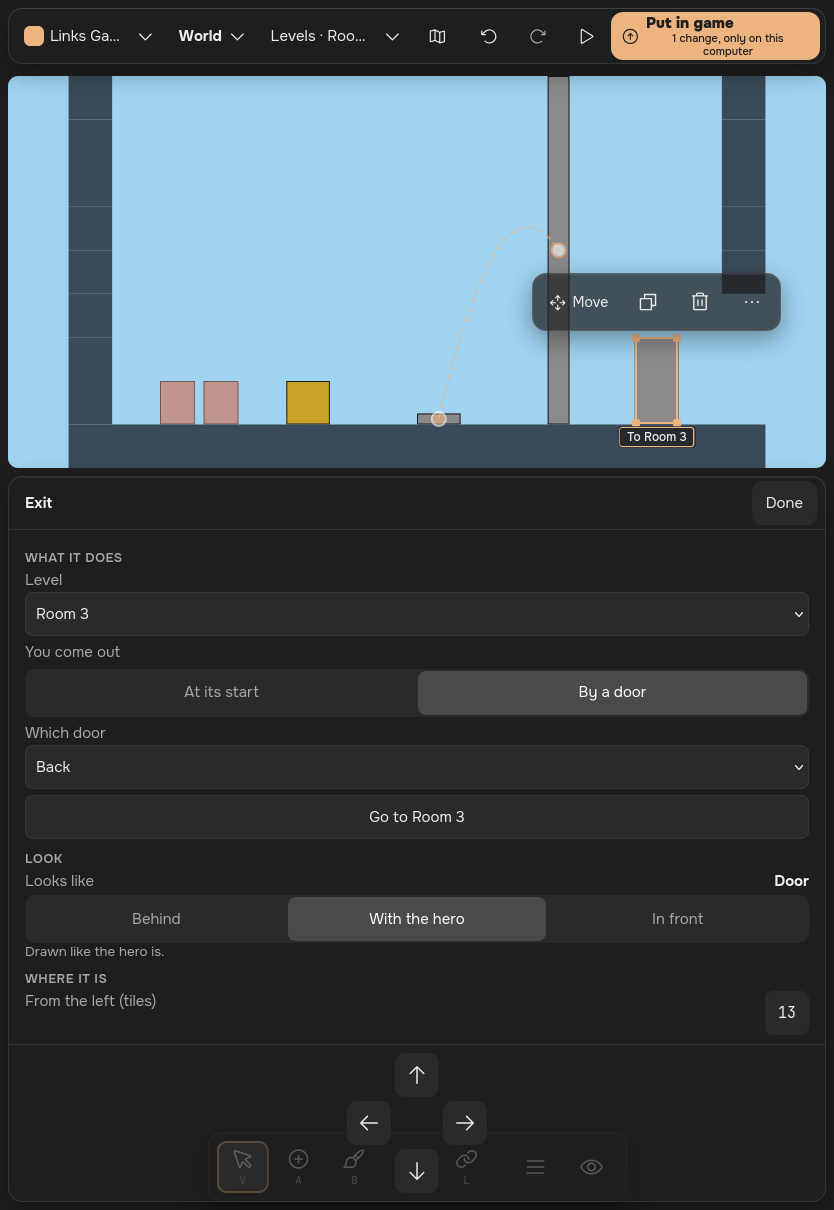 Links Ga...
World
Levels · Roo...
Put in game
1 change, only on this
computer
Move
To Room 3
Exit
Done
WHAT IT DOES
Level
Room 3
You come out
At its start
By a door
Which door
Back
Go to Room 3
LOOK
Looks like
Door
Behind
With the hero
In front
Drawn like the hero is.
WHERE IT IS
From the left (tiles)
13
V
A
B
L